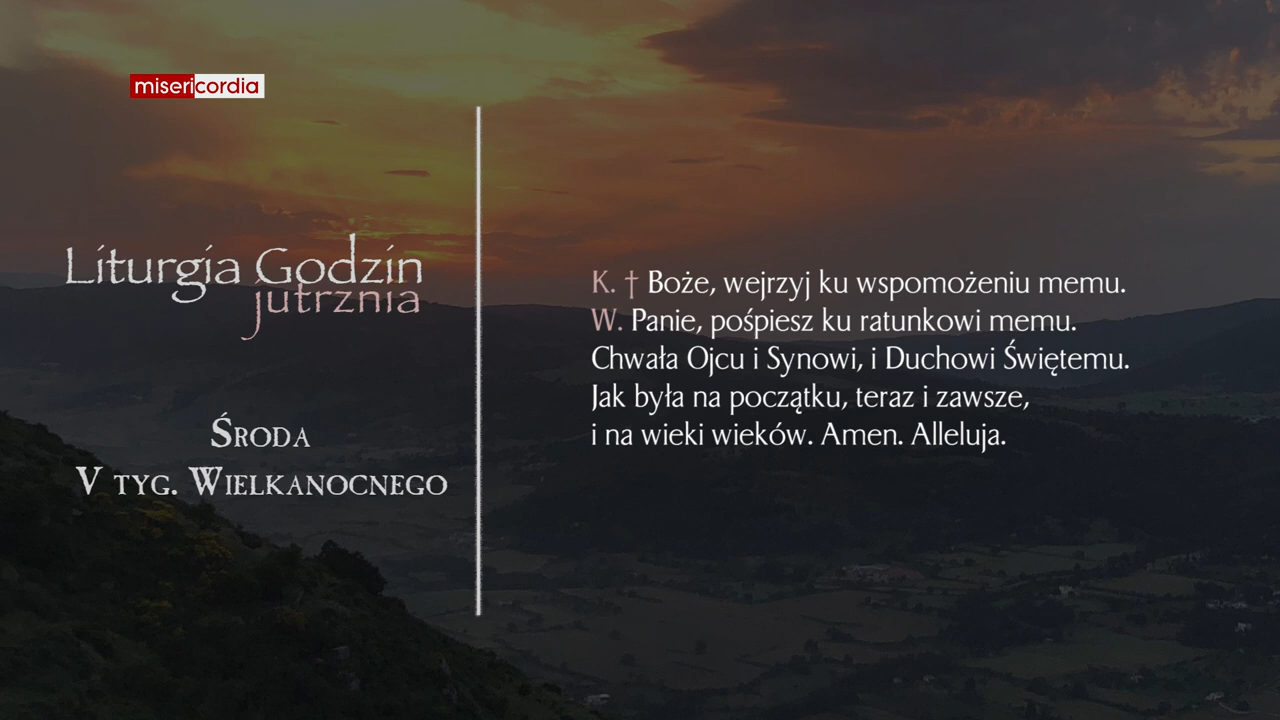 misericordia
Liturgia Godzin
jutrznia
Środa
V tyg. Wielkanocnego
K. † Boże, wejrzyj ku wspomożeniu memu.
W. Panie, pośpiesz ku ratunkowi memu.
Chwała Ojcu i Synowi, i Duchowi Świętemu.
Jak była na początku, teraz i zawsze,
i na wieki wieków. Amen. Alleluja.